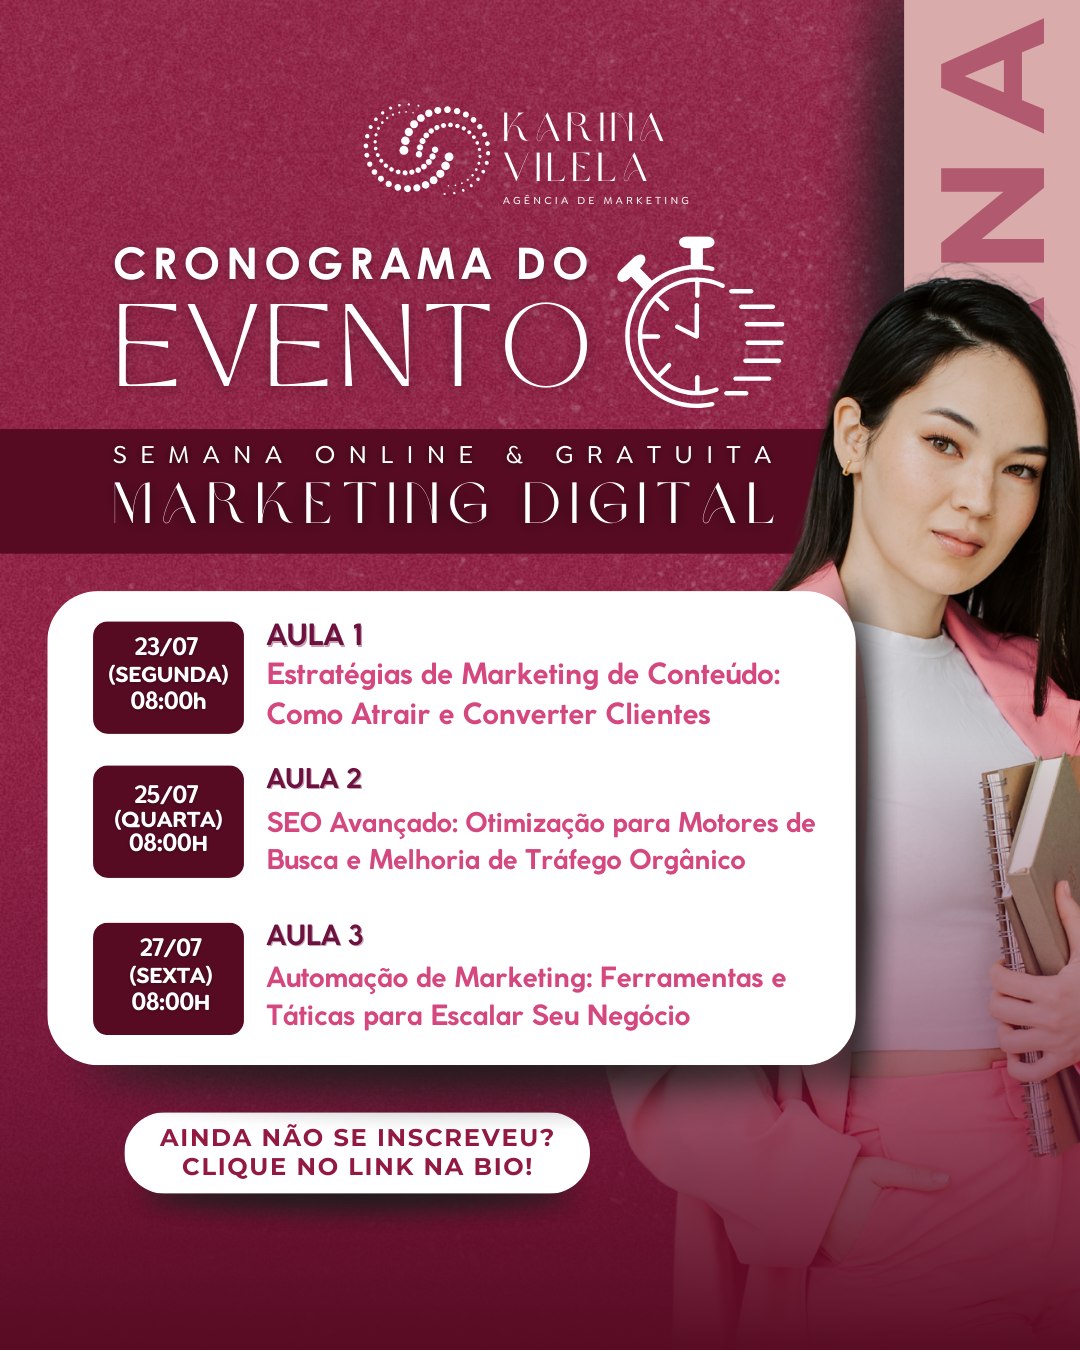 KARINA
VILELA
AGÊNCIA DE MARKETING
CRONOGRAMA DO
EVENTO
SEMANA ONLINE & GRATUITA
MARKETING DIGITAL
23/07
(SEGUNDA)
08:00h
AULA 1
Estratégias de Marketing de Conteúdo:
Como Atrair e Converter Clientes
25/07
(QUARTA)
08:00H
AULA 2
SEO Avançado: Otimização para Motores de
Busca e Melhoria de Tráfego Orgânico
27/07
(SEXTA)
08:00H
AULA 3
Automação de Marketing: Ferramentas e
Táticas para Escalar Seu Negócio
AINDA NÃO SE INSCREVEU?
CLIQUE NO LINK NA BIO!